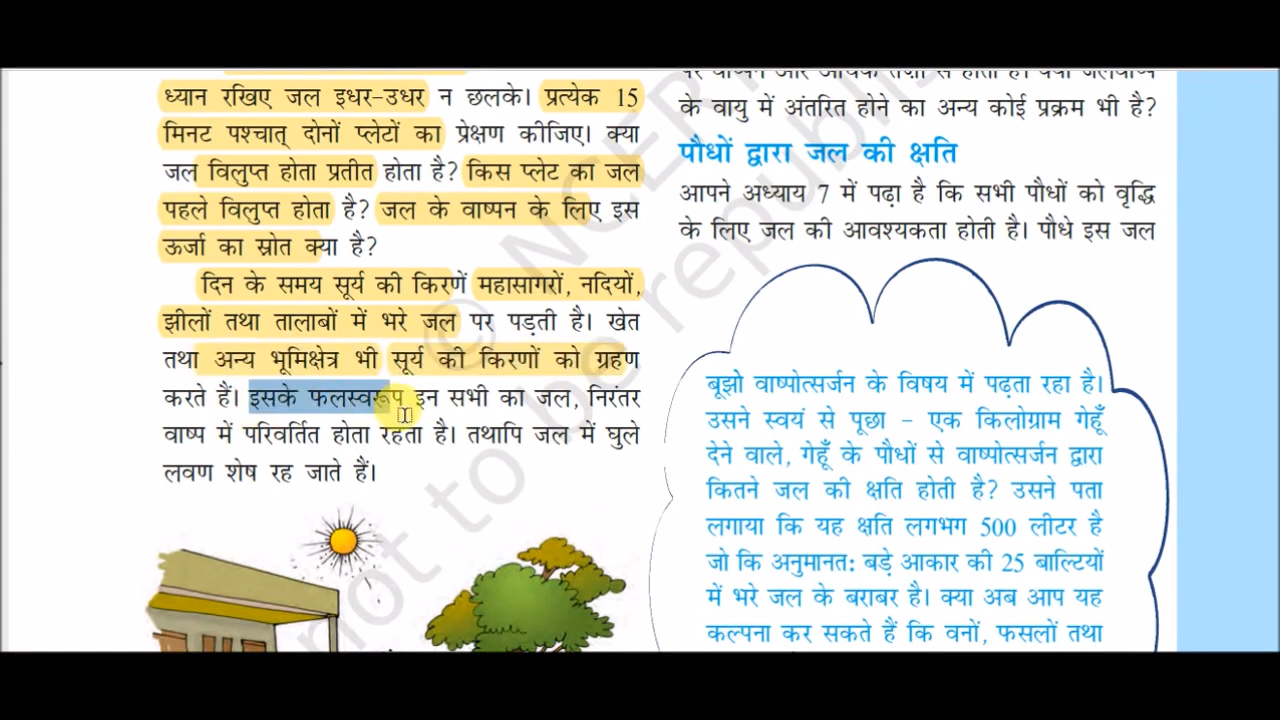 ध्यान रखिए जल इधर-उधर न छलके। प्रत्येक 15
मिनट पश्चात् दोनों प्लेटों का प्रेक्षण कीजिए। क्या
जल विलुप्त होता प्रतीत होता है? किस प्लेट का जल
पहले विलुप्त होता है? जल के वाष्पन के लिए इस
ऊर्जा का स्रोत क्या है?
दिन के समय सूर्य की किरणें महासागरों, नदियों,
झीलों तथा तालाबों में भरे जल पर पड़ती है। खेत
तथा अन्य भूमिक्षेत्र भी सूर्य की किरणों को ग्रहण
करते हैं। इसके फलस्वरूप इन सभी का जल, निरंतर
वाष्प में परिवर्तित होता रहता है। तथापि जल में घुले
लवण शेष रह जाते हैं।
के वायु में अंतरित होने का अन्य कोई प्रक्रम भी है?
पौधों द्वारा जल की क्षति
आपने अध्याय 7 में पढ़ा है कि सभी पौधों को वृद्धि
के लिए जल की आवश्यकता होती है। पौधे इस जल
बूझो वाष्पोत्सर्जन के विषय में पढ़ता रहा है।
उसने स्वयं से पूछा – एक किलोग्राम गेहूँ
देने वाले, गेहूँ के पौधों से वाष्पोत्सर्जन द्वारा
कितने जल की क्षति होती है? उसने पता
लगाया कि यह क्षति लगभग 500 लीटर है
जो कि अनुमानत: बड़े आकार की 25 बाल्टियों
में भरे जल के बराबर है। क्या अब आप यह
कल्पना कर सकते हैं कि वनों, फसलों तथा
© NCER
not to be republi